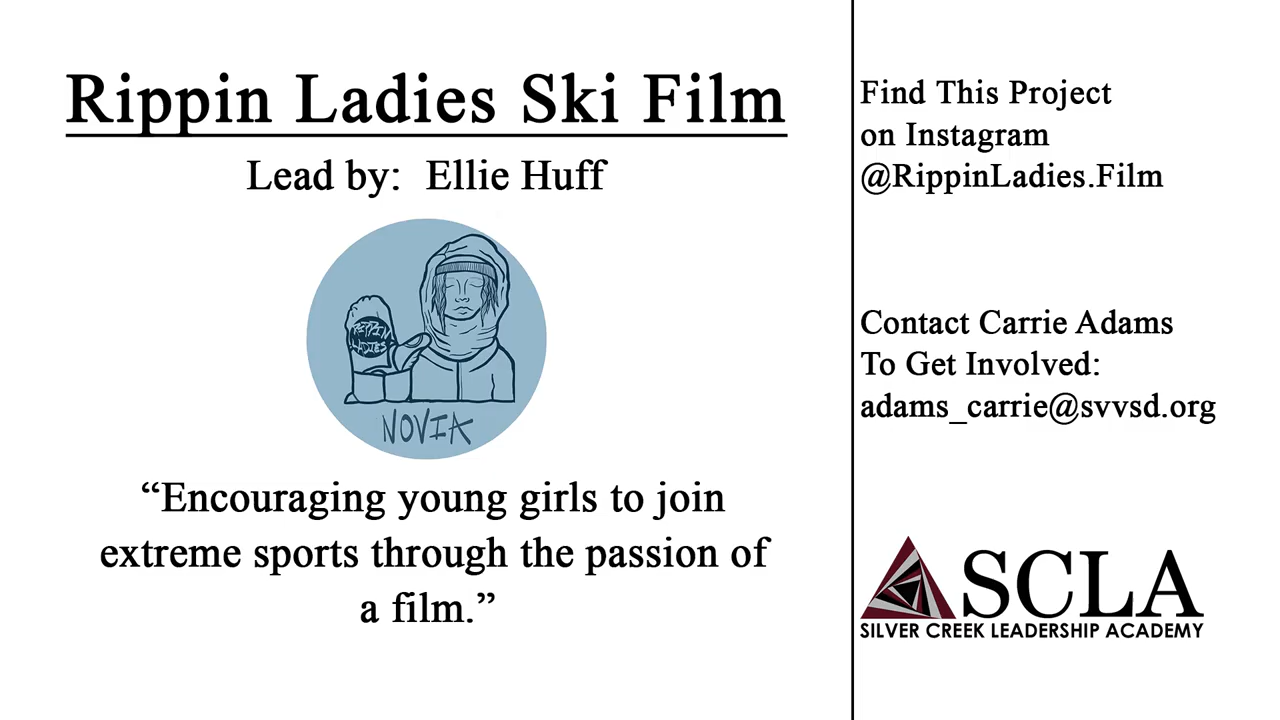 Rippin Ladies Ski Film
Lead by:  Ellie Huff
RIPPIN
LADIES
NOVIA
“Encouraging young girls to join
extreme sports through the passion of
a film.”
Find This Project
on Instagram
@RippinLadies.Film
Contact Carrie Adams
To Get Involved:
adams_carrie@svvsd.org
SCLA
SILVER CREEK LEADERSHIP ACADEMY